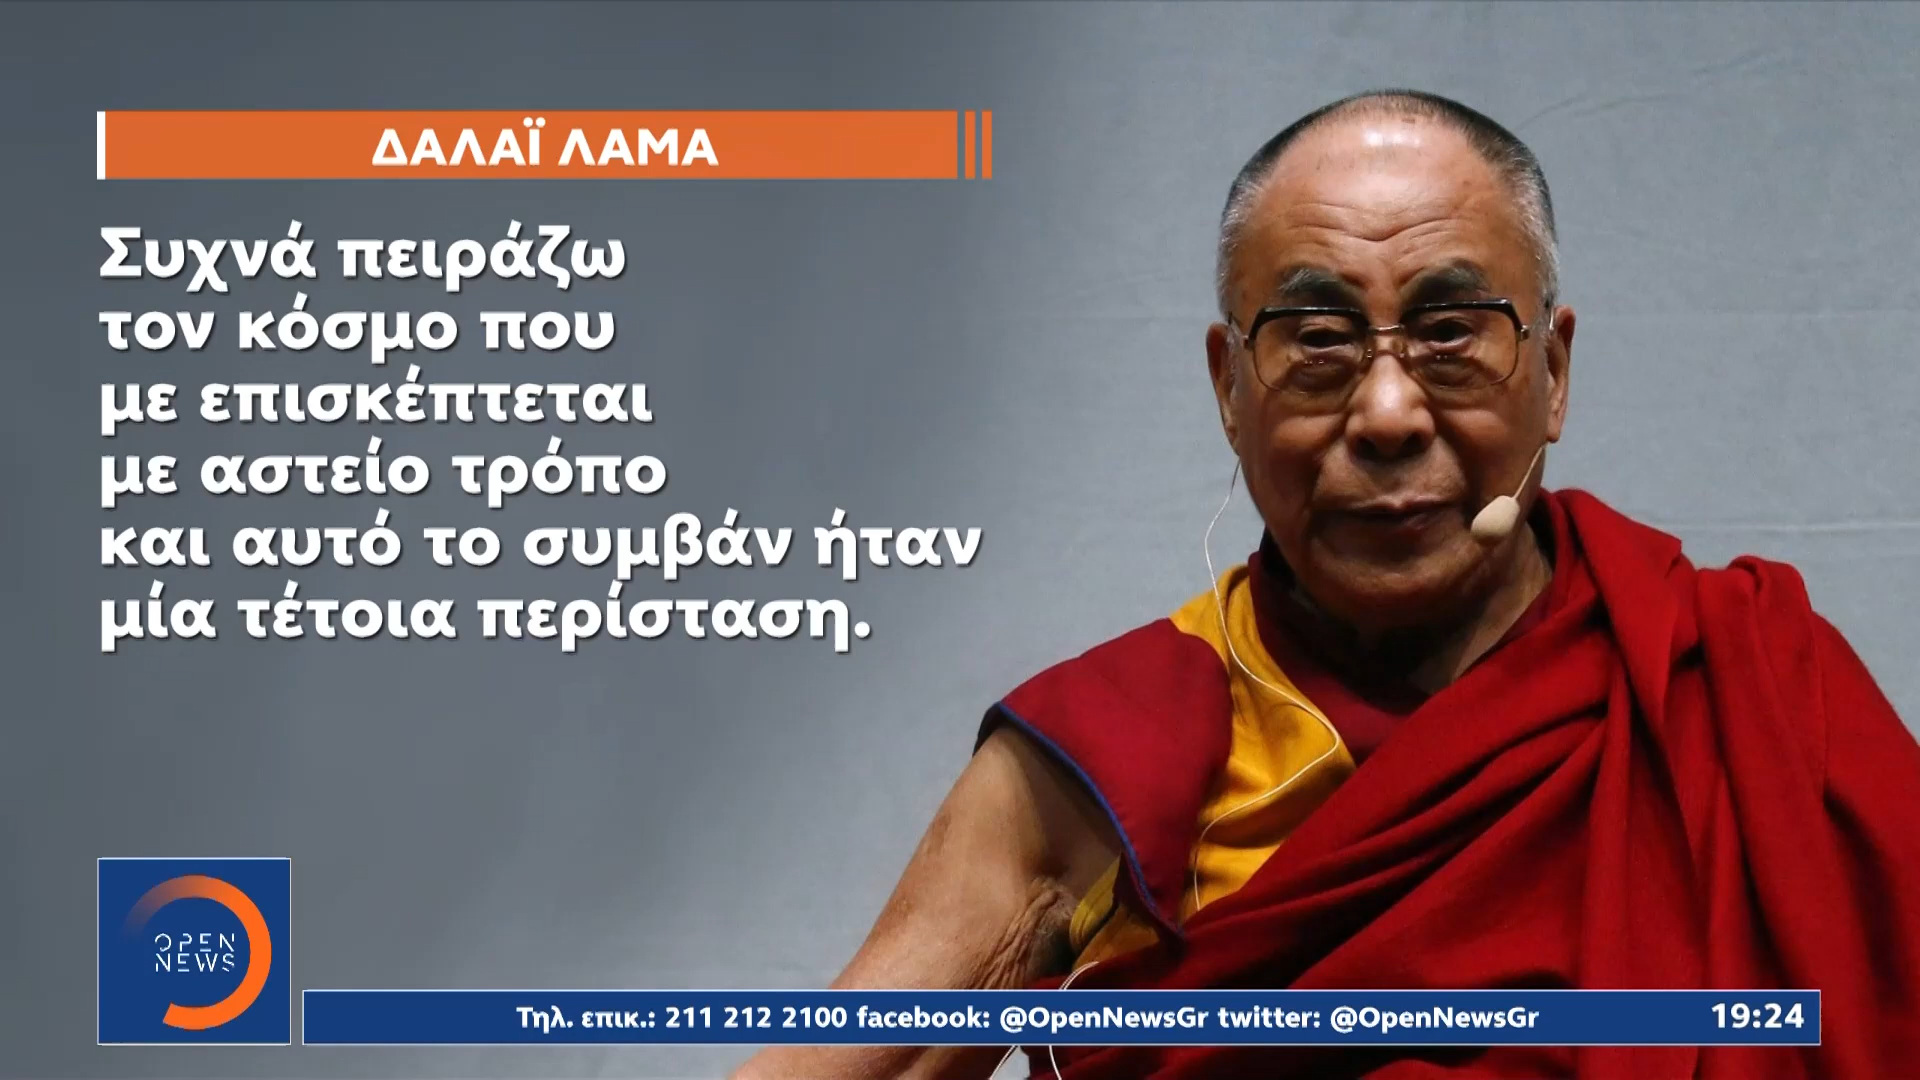 ΔΑΛΑΪ ΛΑΜΑ
Συχνά πειράζω
τον κόσμο που
με επισκέπτεται
με αστείο τρόπο
και αυτό το συμβάν ήταν
μία τέτοια περίσταση.
OPEN
NEWS
Τηλ. επικ.: 211 212 2100 facebook: @OpenNewsGr twitter: @OpenNewsGr 19:24